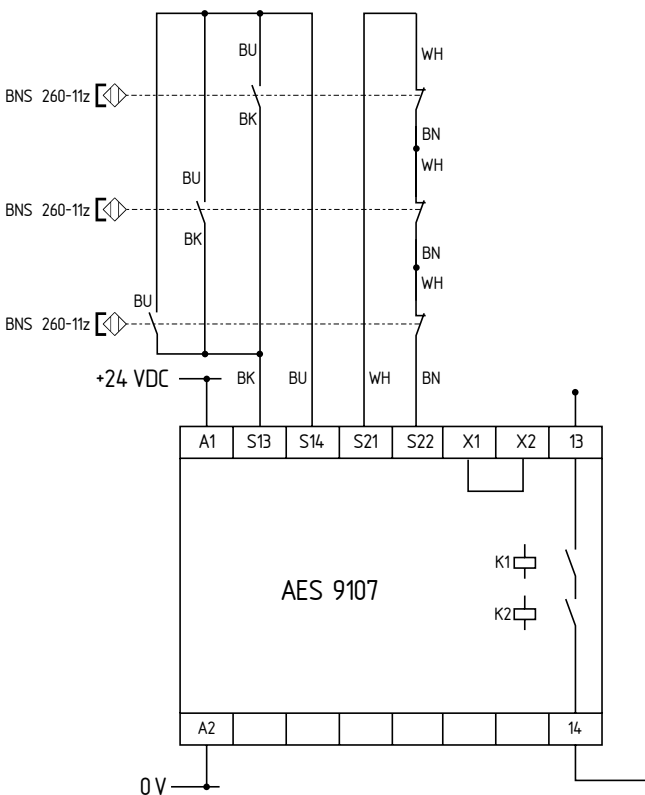 BU WH
BNS 260-11z
BK BN
WH
BU
BNS 260-11z
BK BN
WH
BU
BNS 260-11z
+24 VDC BK BU WH BN
A1 S13 S14 S21 S22 X1 X2 13
K1
AES 9107
K2
A2 14
0 V